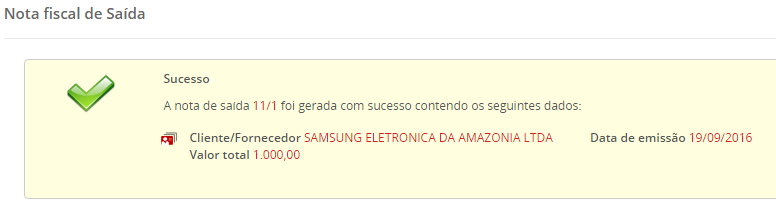 Nota fiscal de Saída
Sucesso
A nota de saída 11/1 foi gerada com sucesso contendo os seguintes dados:
Cliente/Fornecedor SAMSUNG ELETRONICA DA AMAZONIA LTDA Data de emissão 19/09/2016
Valor total 1.000,00